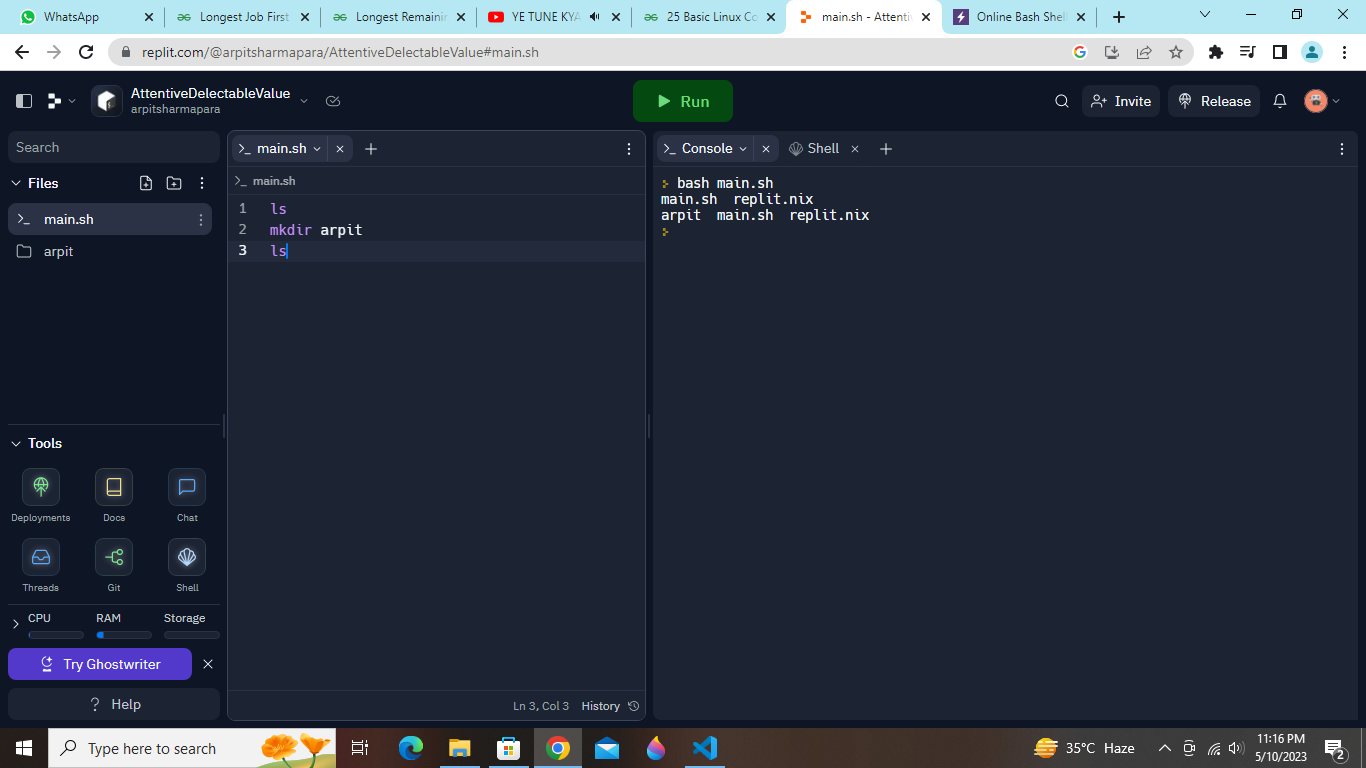 WhatsApp
Longest Job First
Longest Remainin
YE TUNE KYA
25 Basic Linux Co
main.sh - Attenti
Online Bash Shell
replit.com/@arpitsharmapara/AttentiveDelectableValue#main.sh
AttentiveDelectableValue
arpitsharmapara
Run
Invite
Release
Search
Files
main.sh
arpit
Tools
Deployments
Docs
Chat
Threads
Git
Shell
CPU
RAM
Storage
Try Ghostwriter
? Help
main.sh
main.sh
1 ls
2 mkdir arpit
3 ls
Ln 3, Col 3 History
Console
Shell
bash main.sh
main.sh replit.nix
arpit main.sh replit.nix
Type here to search
35°C Haze
11:16 PM
5/10/2023
2